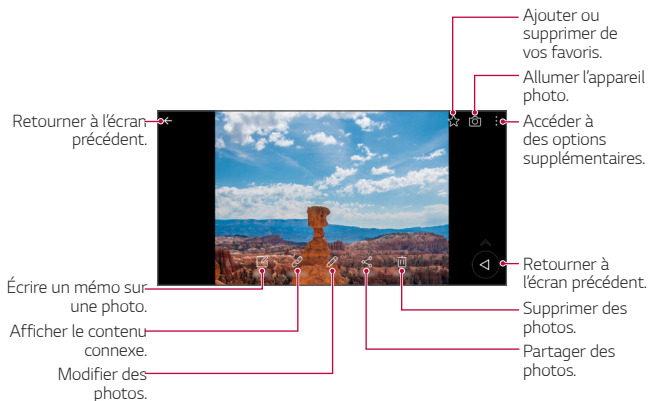 Ajouter ou
supprimer de
vos favoris.
Allumer l'appareil
photo.
Retourner à l'écran
précédent.
Accéder à
des options
supplémentaires.
Retourner à
l'écran précédent.
Écrire un mémo sur
une photo.
Supprimer des
photos.
Afficher le contenu
connexe.
Partager des
photos.
Modifier des
photos.